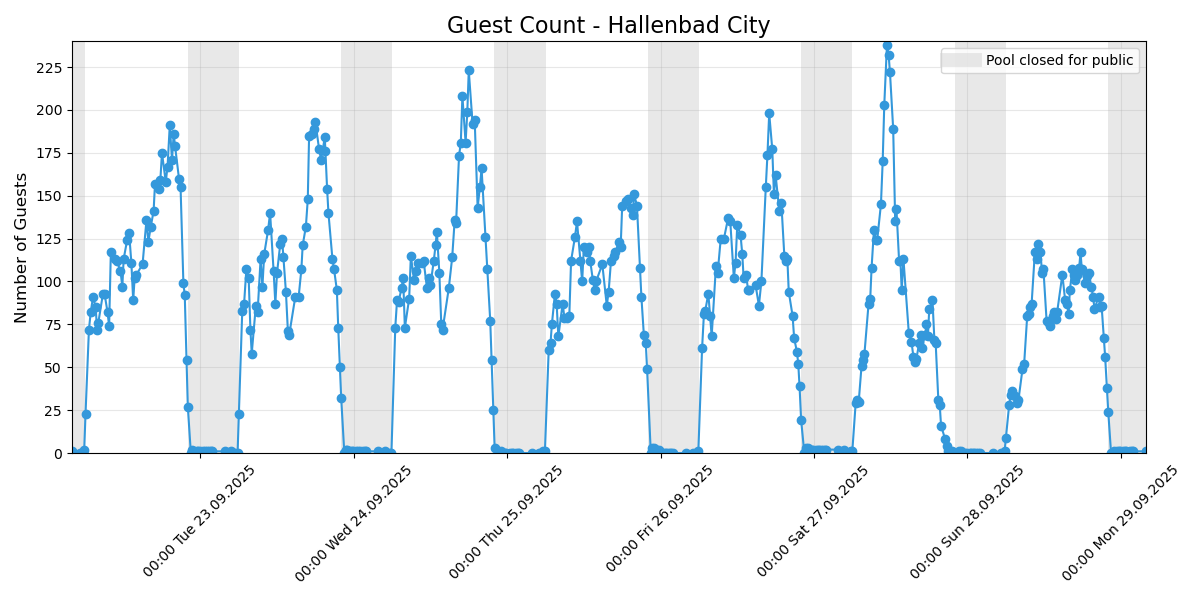 Guest Count - Hallenbad City
Pool closed for public
Number of Guests
225
200
175
150
125
100
75
50
25
0
00:00 Tue 23.09.2025
00:00 Wed 24.09.2025
00:00 Thu 25.09.2025
00:00 Fri 26.09.2025
00:00 Sat 27.09.2025
00:00 Sun 28.09.2025
00:00 Mon 29.09.2025